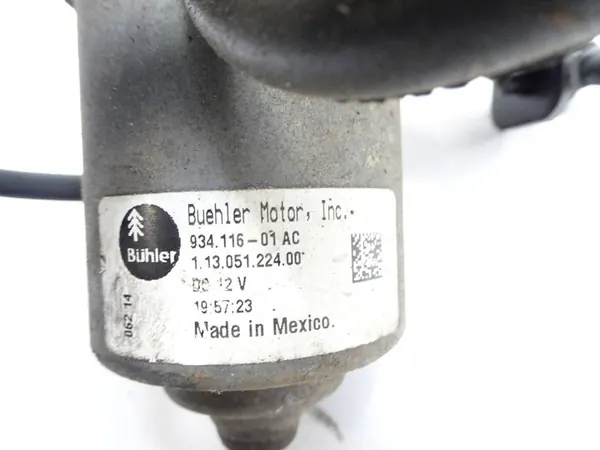 Buehler Motor, Inc.
Bühler
934.116-01 AC
1.13.051.224.00
DC 12 V
19:57:23
Made in Mexico.
062 14